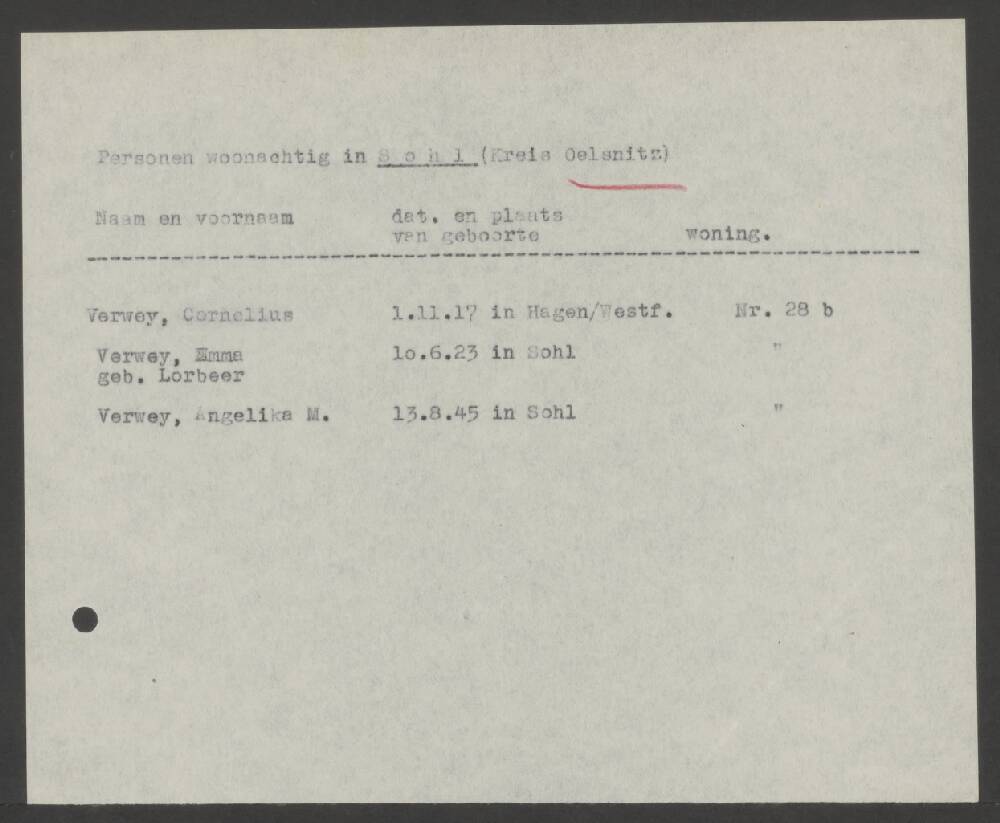 Personen woonachtig in S o h l (Kreis Oelsnitz)
Naam en voornaam dat. en plaats
van geboorte woning.
Verwey, Cornelius 1.11.17 in Hagen/Westf. Nr. 28 b
Verwey, Emma 1o.6.23 in Sohl "
geb. Lorbeer
Verwey, Angelika M. 13.8.45 in Sohl "